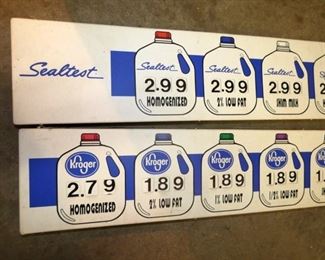 Sealtest
Sealtest Sealtest Sealtest
2.99 2.99 2.99
HOMOGENIZED 2% LOW FAT SKIM MILK
Kroger Kroger Kroger Kroger
2.79 1.89 1.89 1.89
HOMOGENIZED 2% LOW FAT 1% LOW FAT 1/2% LOW FAT